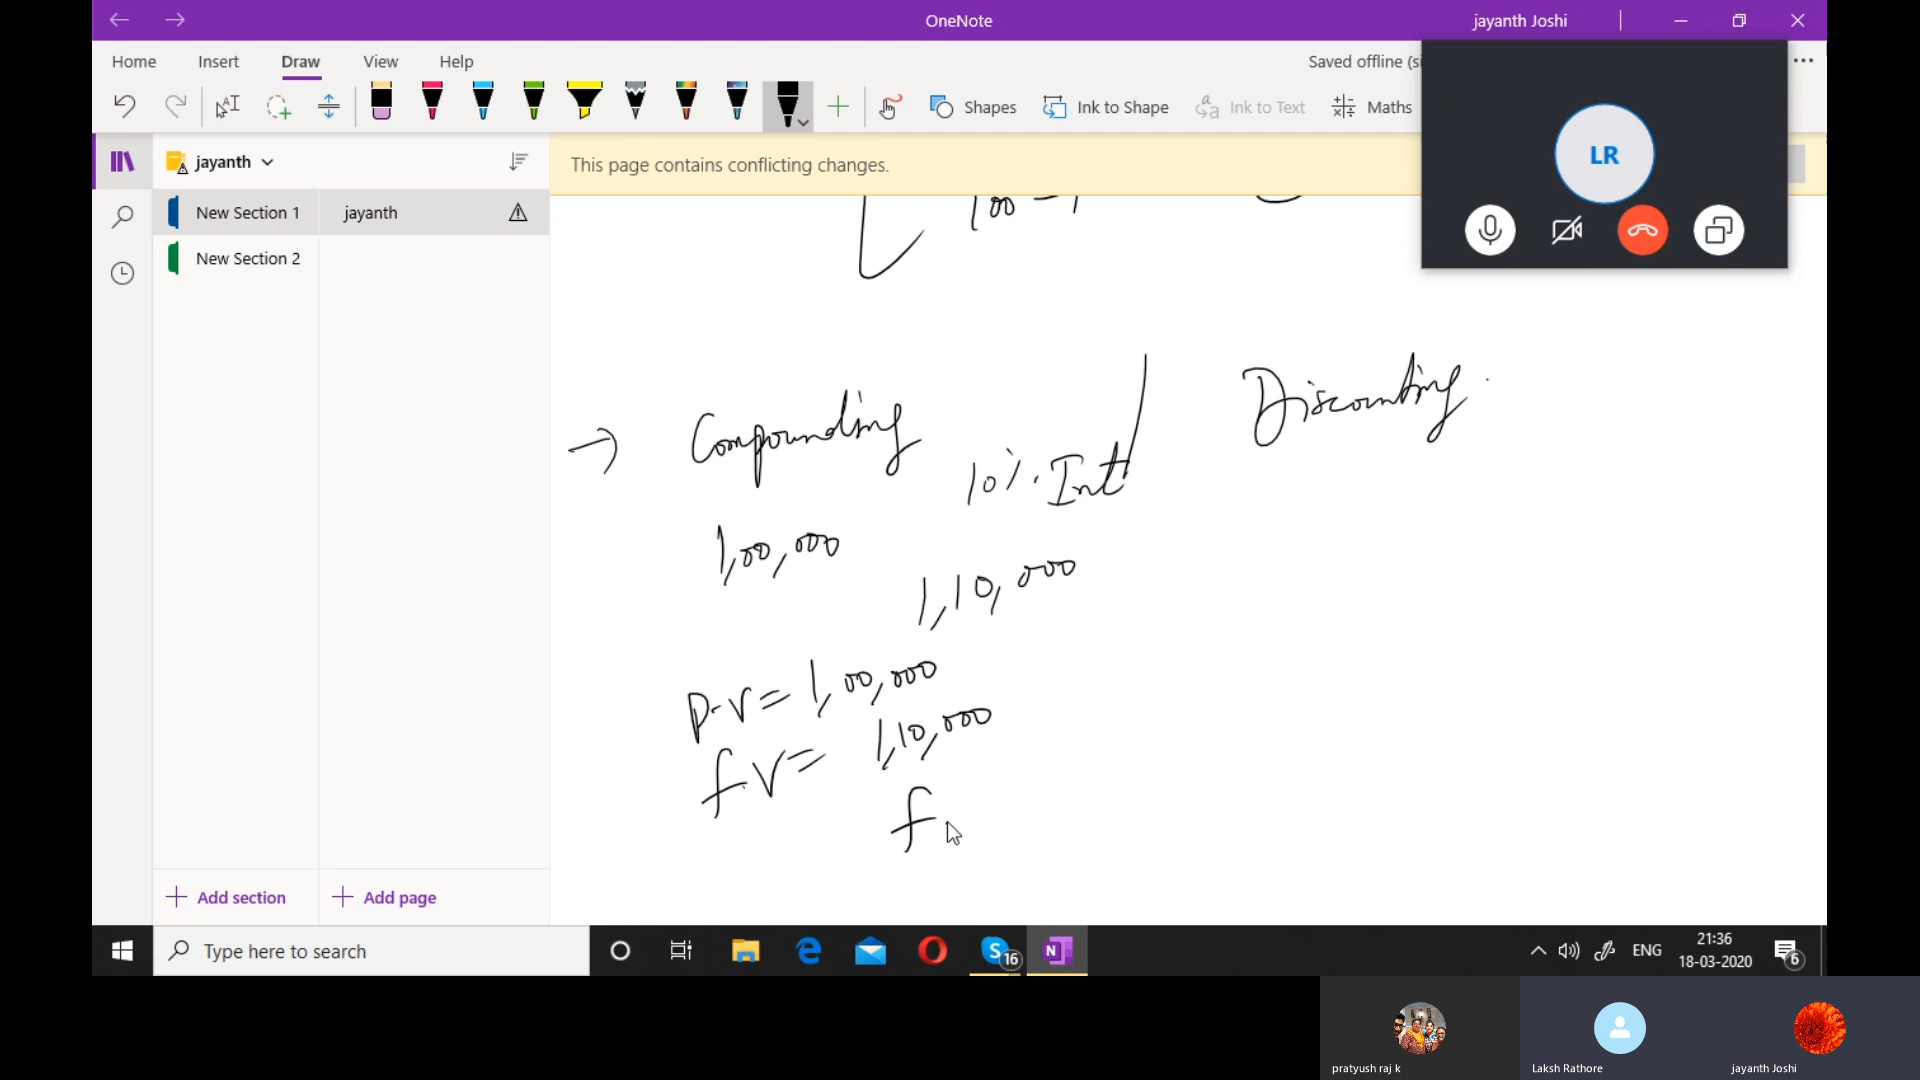 OneNote
jayanth Joshi
Home Insert Draw View Help
Saved offline (si
Shapes Ink to Shape Ink to Text Maths
jayanth
This page contains conflicting changes.
LR
New Section 1
jayanth
New Section 2
100 -
→ Compounding
10% Int
Discounting.
1,00,000
1,10,000
P.V = 1,00,000
f.V = 1,10,000
f
+ Add section
+ Add page
Type here to search
16
ENG
21:36
18-03-2020
6
pratyush raj k
Laksh Rathore
jayanth Joshi